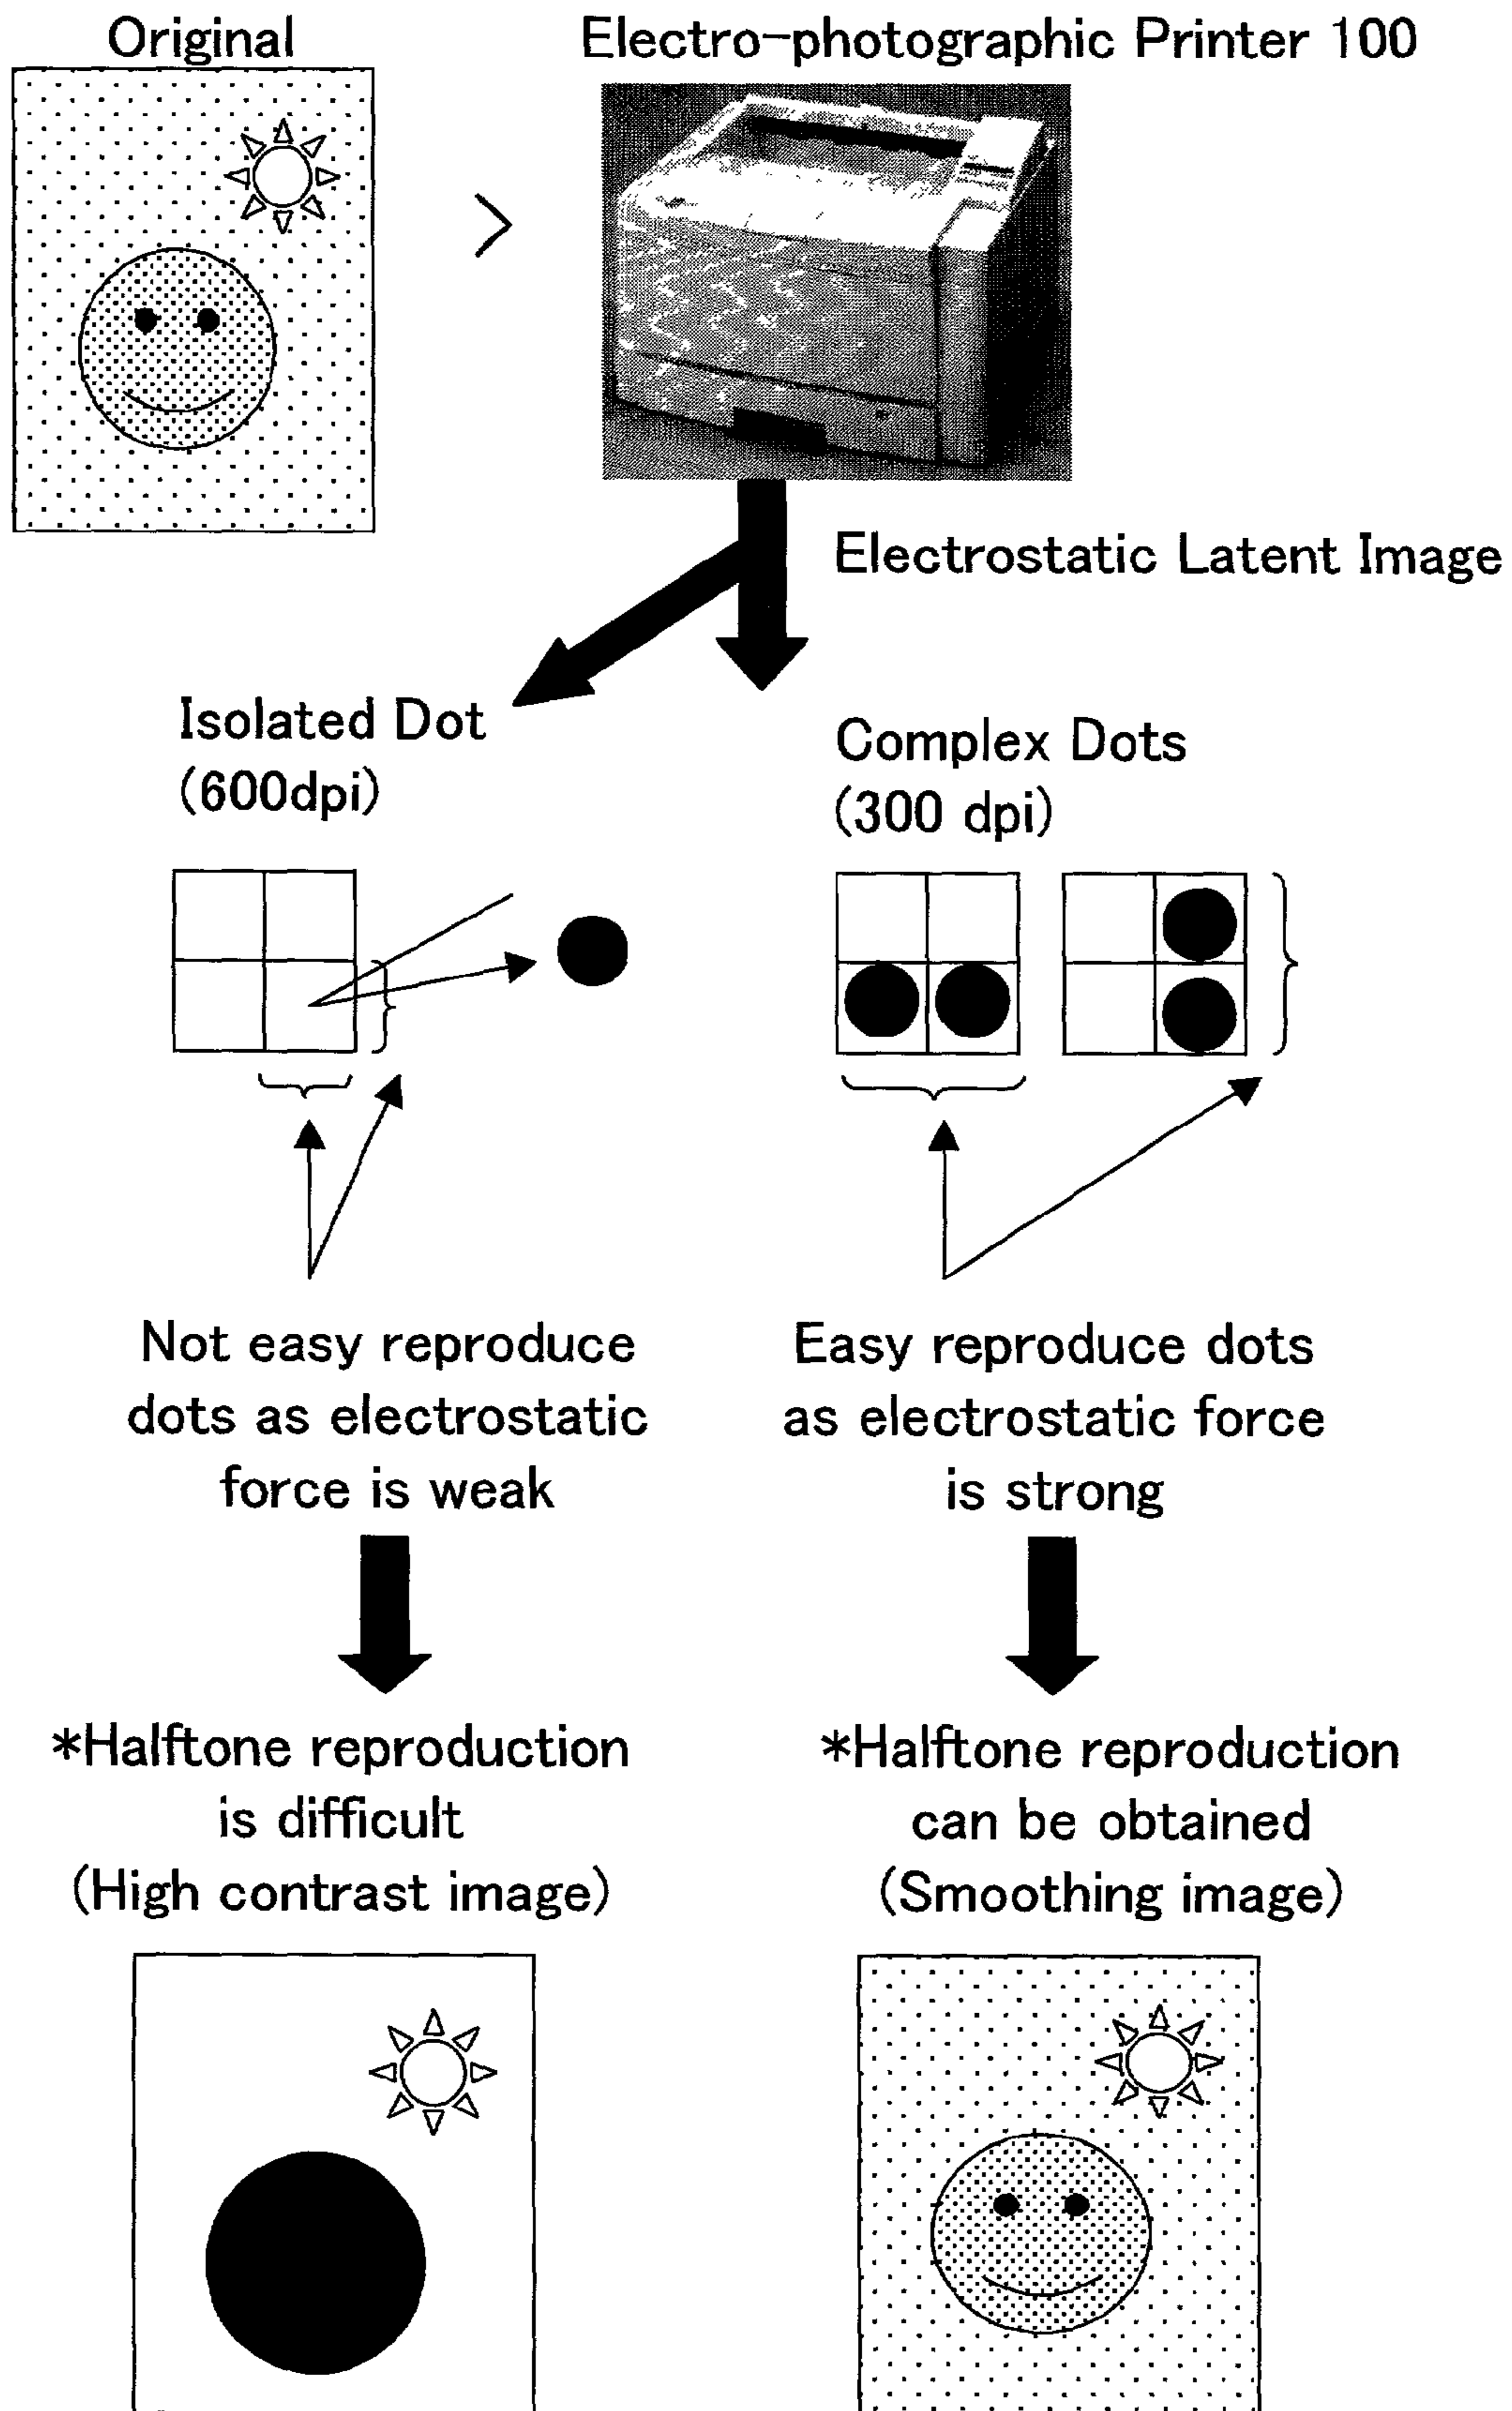 Original
Electro-photographic Printer 100
Electrostatic Latent Image
Isolated Dot
(600dpi)
Complex Dots
(300 dpi)
Not easy reproduce
dots as electrostatic
force is weak
Easy reproduce dots
as electrostatic force
is strong
*Halftone reproduction
is difficult
(High contrast image)
*Halftone reproduction
can be obtained
(Smoothing image)